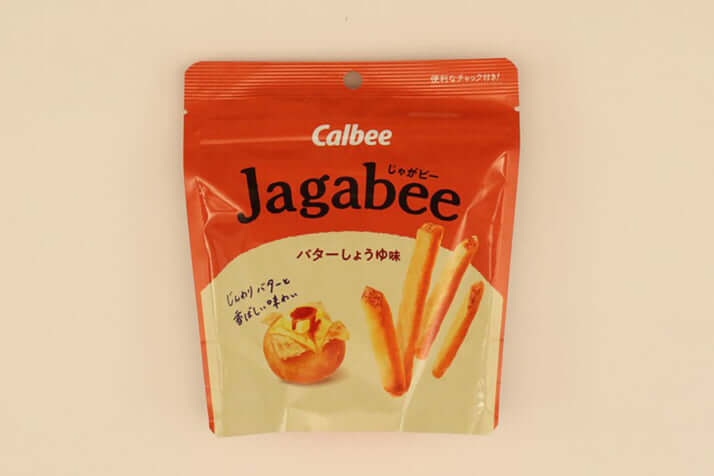 便利なチャック付き!
Calbee
じゃがビー
Jagabee
バターしょうゆ味
じんわりバターと
香ばしい味わい